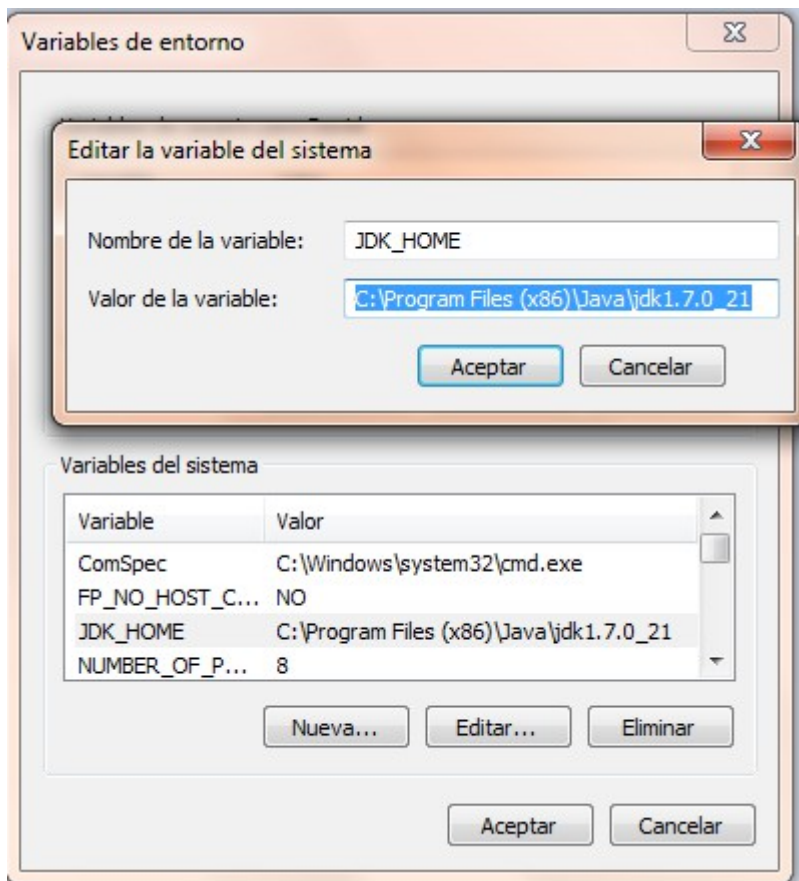 Variables de entorno
Editar la variable del sistema
Nombre de la variable: JDK_HOME
Valor de la variable: C:\Program Files (x86)\Java\jdk1.7.0_21
Aceptar Cancelar
Variables del sistema
Variable Valor
ComSpec C:\Windows\system32\cmd.exe
FP_NO_HOST_C... NO
JDK_HOME C:\Program Files (x86)\Java\jdk1.7.0_21
NUMBER_OF_P... 8
Nueva... Editar... Eliminar
Aceptar Cancelar